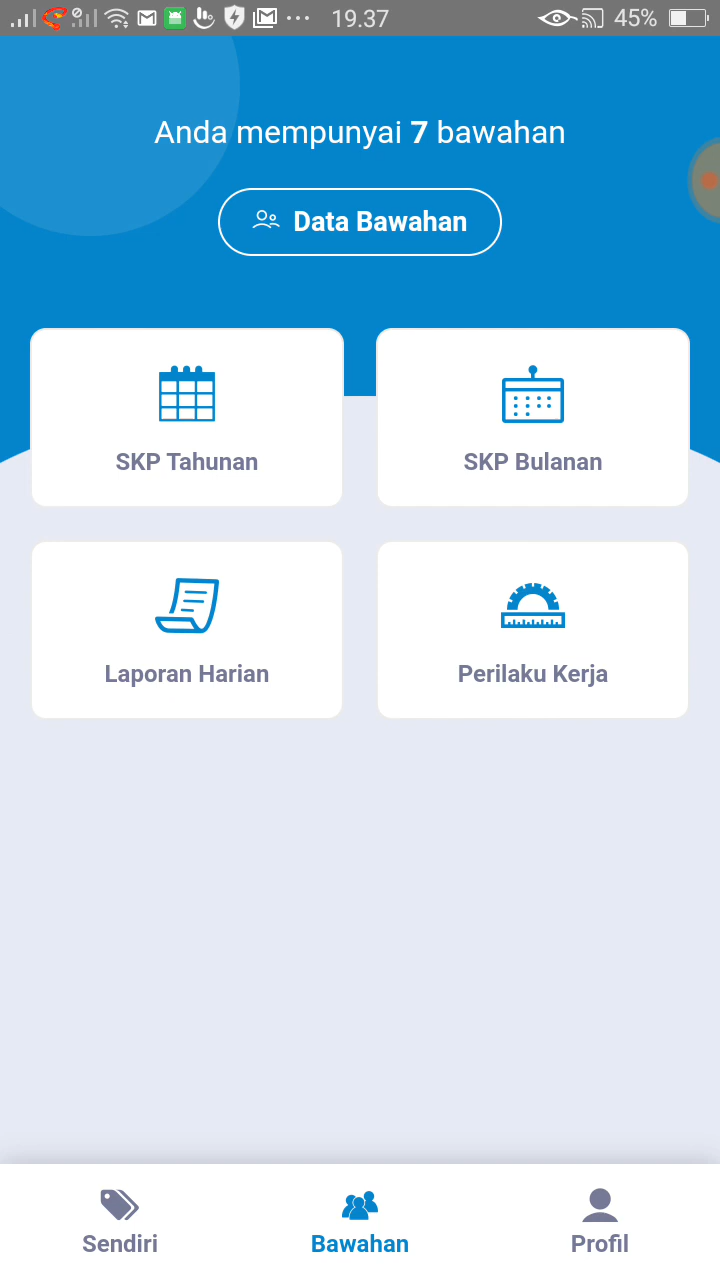 19.37
45%
Anda mempunyai 7 bawahan
Data Bawahan
SKP Tahunan
SKP Bulanan
Laporan Harian
Perilaku Kerja
Sendiri
Bawahan
Profil